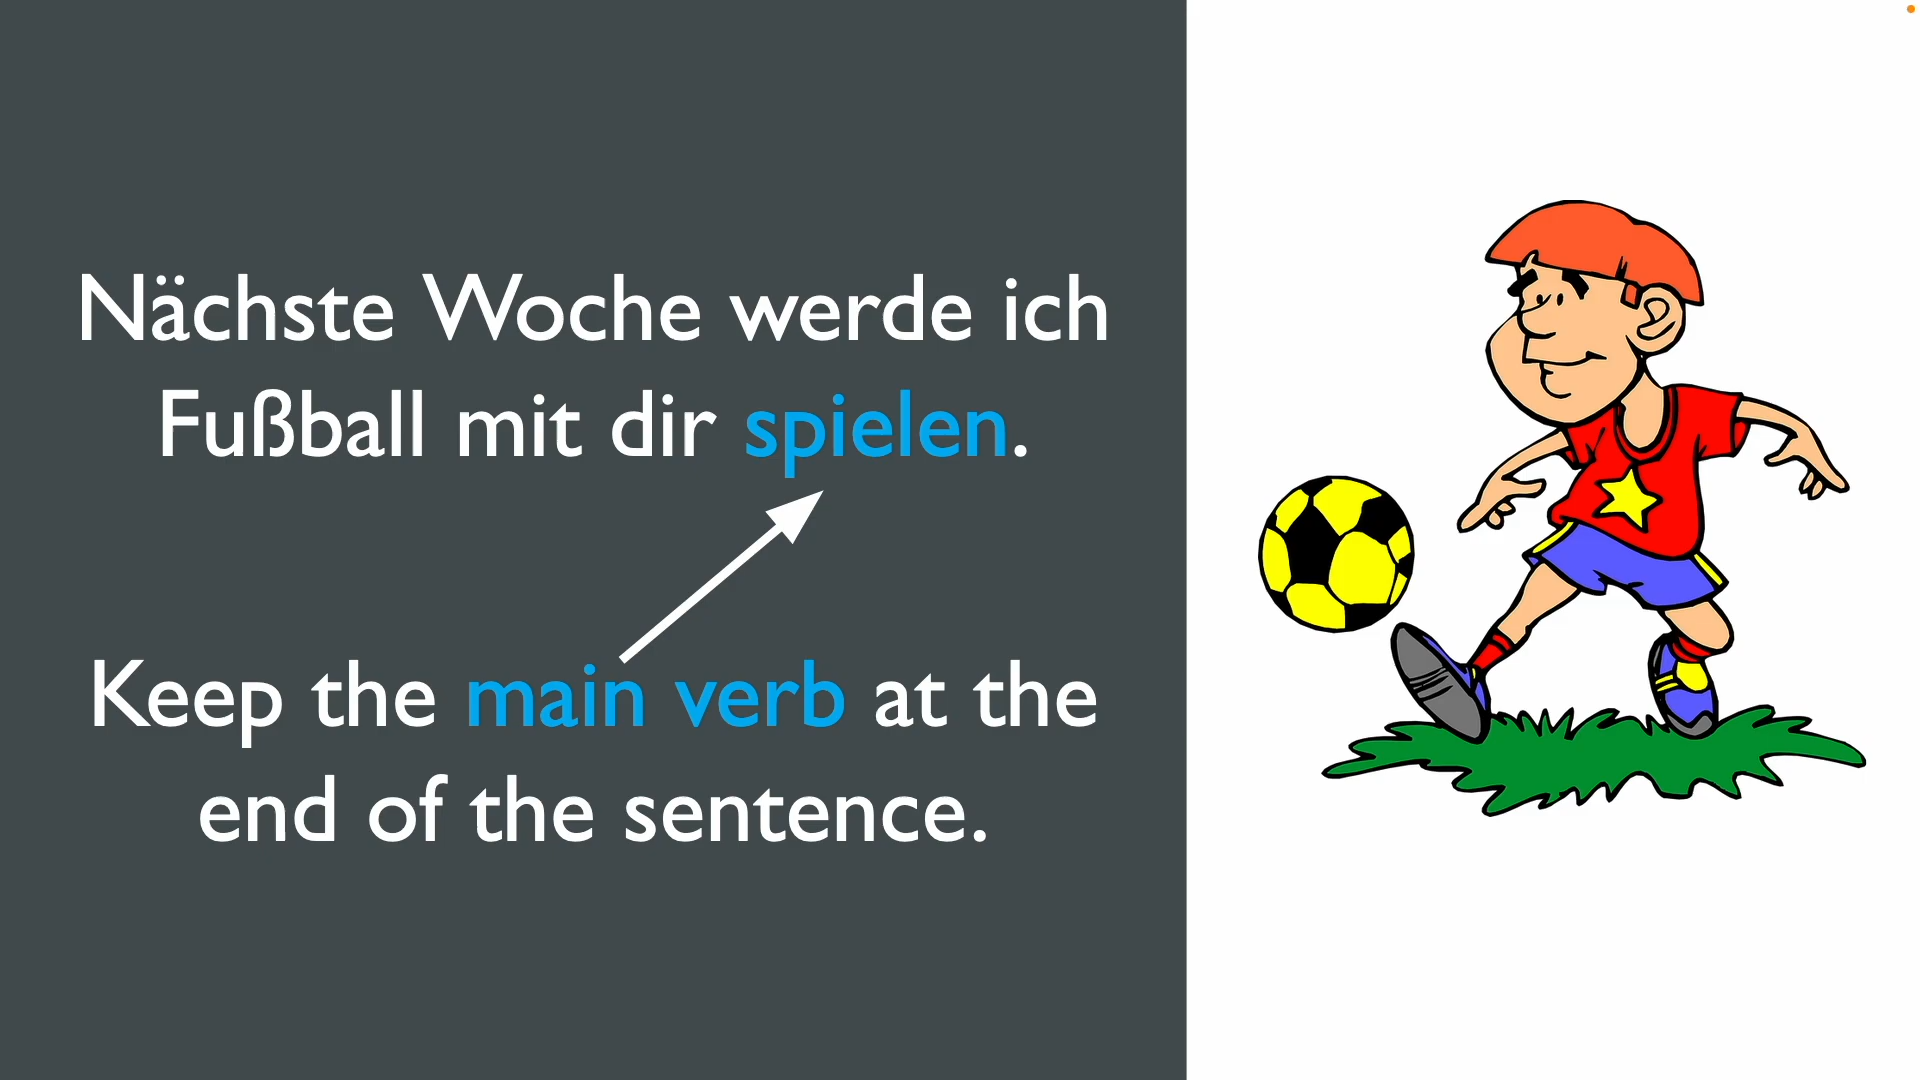 Nächste Woche werde ich
Fußball mit dir spielen.
Keep the main verb at the
end of the sentence.